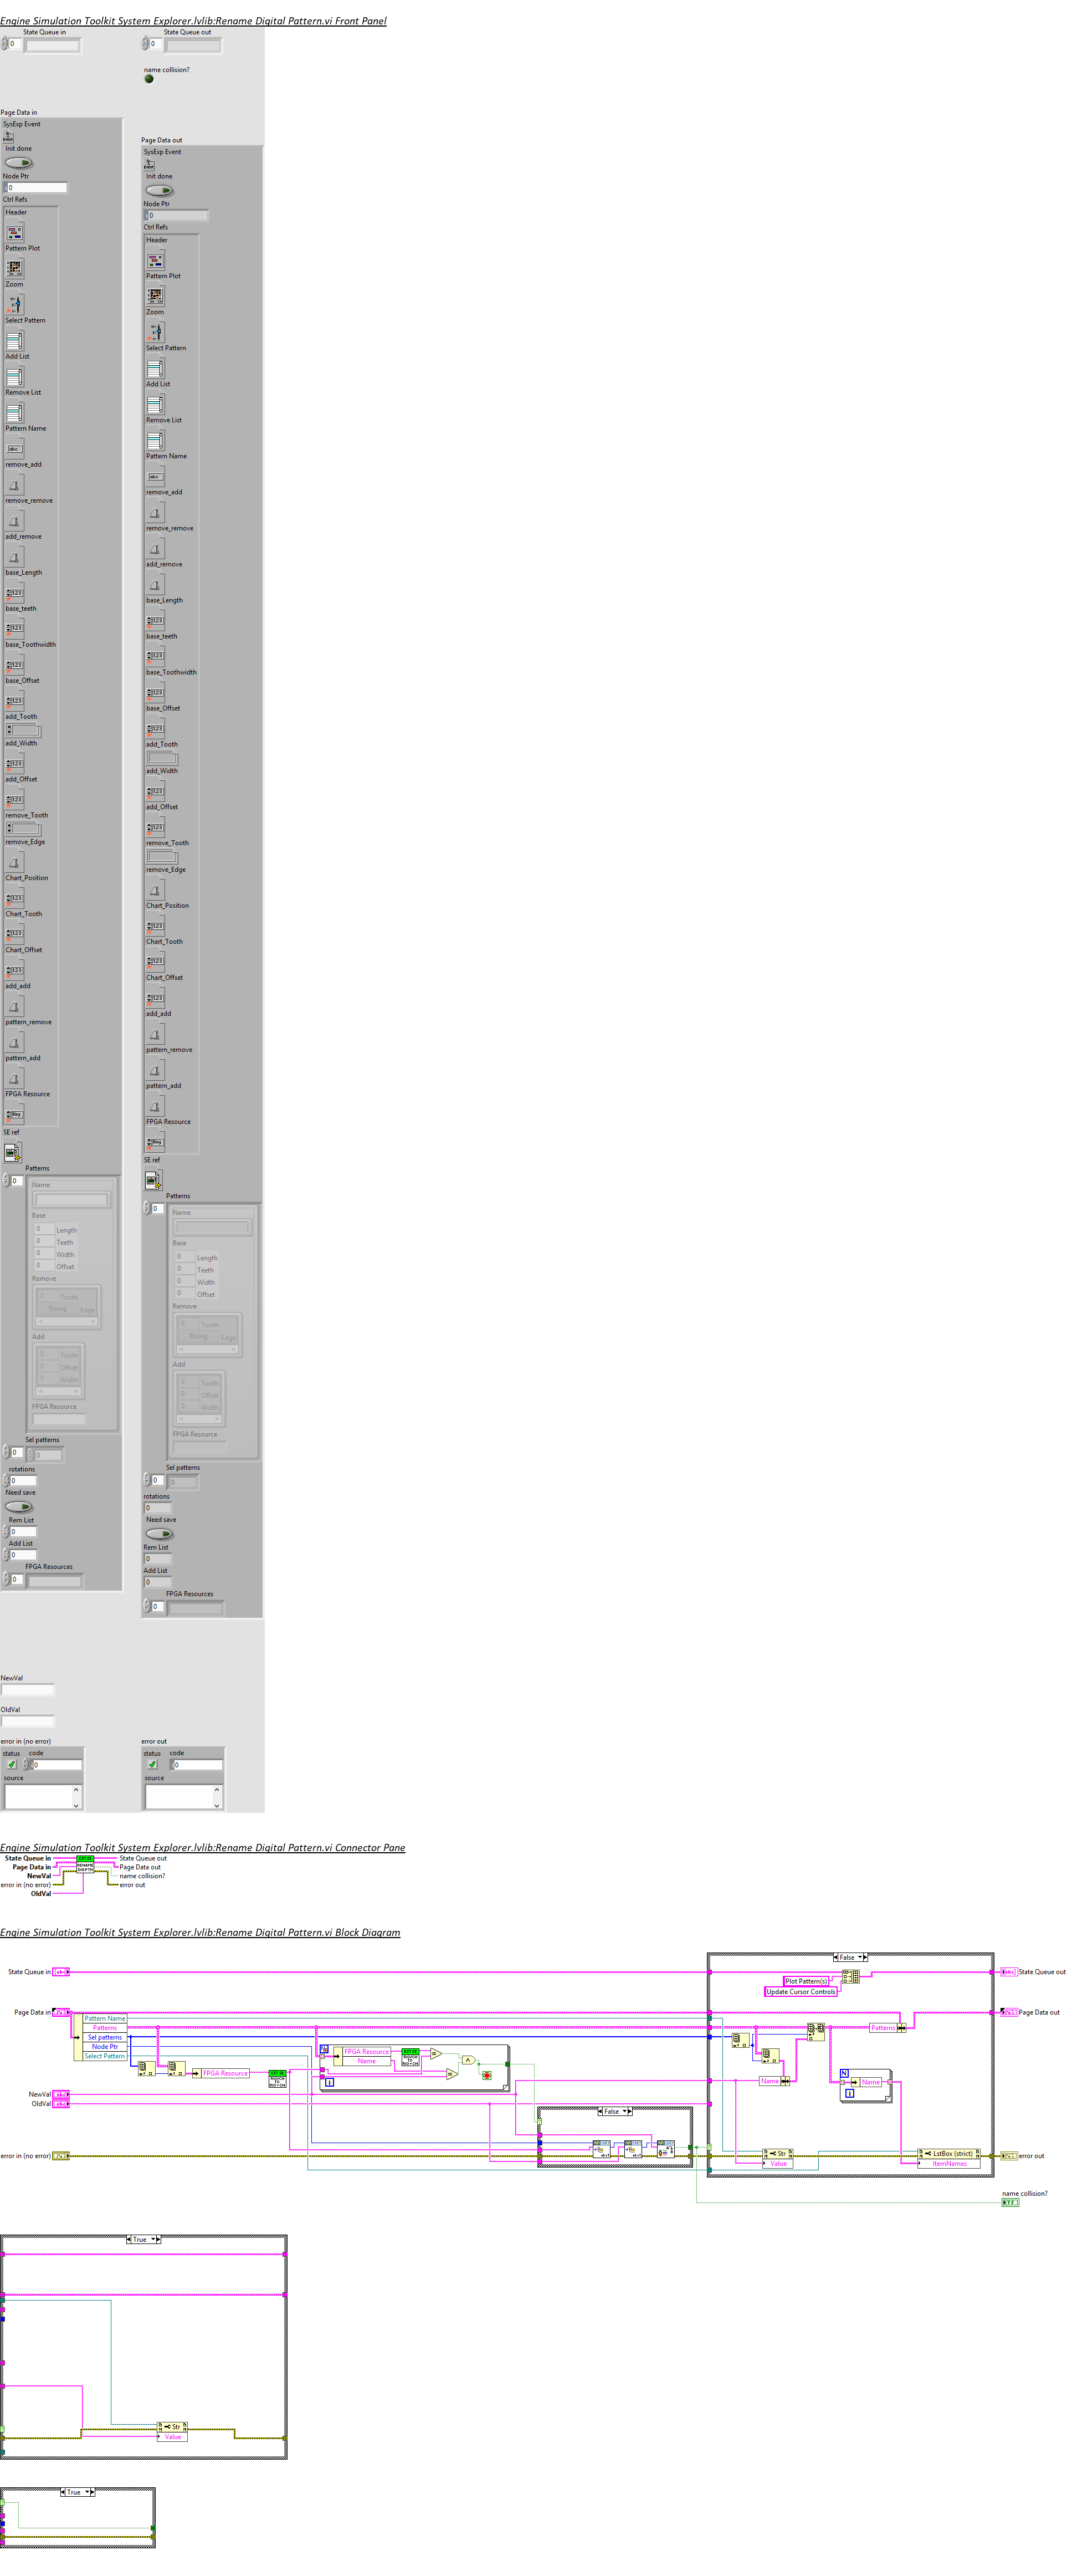 Engine Simulation Toolkit System Explorer.lvlib:Rename Digital Pattern.vi Front Panel
State Queue in
0
State Queue out
0
name collision?
Page Data in
SysExp Event
Init done
Node Ptr
0
Ctrl Refs
Header
Pattern Plot
Zoom
Select Pattern
Add List
Remove List
Pattern Name
remove_add
remove_remove
add_remove
base_Length
base_teeth
base_Toothwidth
base_Offset
add_Tooth
add_Width
add_Offset
remove_Tooth
remove_Edge
Chart_Position
Chart_Tooth
Chart_Offset
add_add
pattern_remove
pattern_add
FPGA Resource
SE ref
Patterns
0
Name
Base
0 Length
0 Teeth
0 Width
0 Offset
Remove
0 Tooth
Rising Edge
Add
0 Tooth
0 Offset
0 Width
FPGA Resource
Sel patterns
0 0
rotations
0
Need save
Rem List
0
Add List
0
FPGA Resources
0
Page Data out
SysExp Event
Init done
Node Ptr
0
Ctrl Refs
Header
Pattern Plot
Zoom
Select Pattern
Add List
Remove List
Pattern Name
remove_add
remove_remove
add_remove
base_Length
base_teeth
base_Toothwidth
base_Offset
add_Tooth
add_Width
add_Offset
remove_Tooth
remove_Edge
Chart_Position
Chart_Tooth
Chart_Offset
add_add
pattern_remove
pattern_add
FPGA Resource
SE ref
Patterns
0
Name
Base
0 Length
0 Teeth
0 Width
0 Offset
Remove
0 Tooth
Rising Edge
Add
0 Tooth
0 Offset
0 Width
FPGA Resource
Sel patterns
0 0
rotations
0
Need save
Rem List
0
Add List
0
FPGA Resources
0
NewVal
OldVal
error in (no error)
status code
0
source
error out
status code
0
source
Engine Simulation Toolkit System Explorer.lvlib:Rename Digital Pattern.vi Connector Pane
State Queue in
Page Data in
NewVal
error in (no error)
OldVal
RENAME
State Queue out
Page Data out
name collision?
error out
Engine Simulation Toolkit System Explorer.lvlib:Rename Digital Pattern.vi Block Diagram
State Queue in
Page Data in
Pattern Name
Patterns
Sel patterns
Node Ptr
Select Pattern
FPGA Resource
NewVal
OldVal
error in (no error)
FPGA Resource
Name
i
False
False
Plot Pattern(s)
Update Cursor Controls
Patterns
Name
N
Name
i
Str
Value
LstBox (strict)
ItemNames
State Queue out
Page Data out
error out
name collision?
TF
True
Str
Value
True